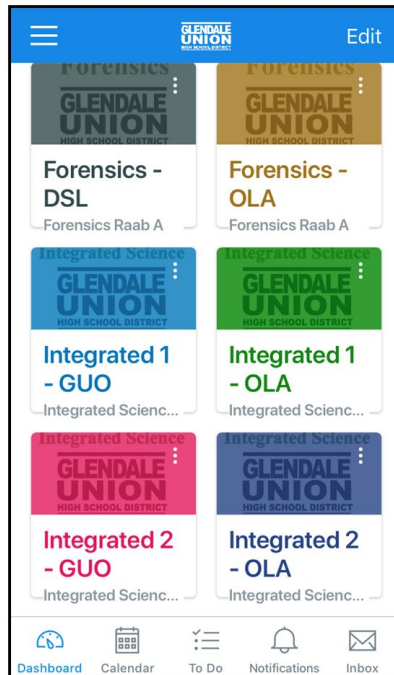 GLENDALE
UNION
HIGH SCHOOL DISTRICT
Edit
Forensics
GLENDALE
UNION
HIGH SCHOOL DISTRICT
Forensics -
DSL
Forensics Raab A
Forensics
GLENDALE
UNION
HIGH SCHOOL DISTRICT
Forensics -
OLA
Forensics Raab A
Integrated Science
GLENDALE
UNION
HIGH SCHOOL DISTRICT
Integrated 1
- GUO
Integrated Scienc...
Integrated Science
GLENDALE
UNION
HIGH SCHOOL DISTRICT
Integrated 1
- OLA
Integrated Scienc...
Integrated Science
GLENDALE
UNION
HIGH SCHOOL DISTRICT
Integrated 2
- GUO
Integrated Scienc...
Integrated Science
GLENDALE
UNION
HIGH SCHOOL DISTRICT
Integrated 2
- OLA
Integrated Scienc...
Dashboard Calendar To Do Notifications Inbox